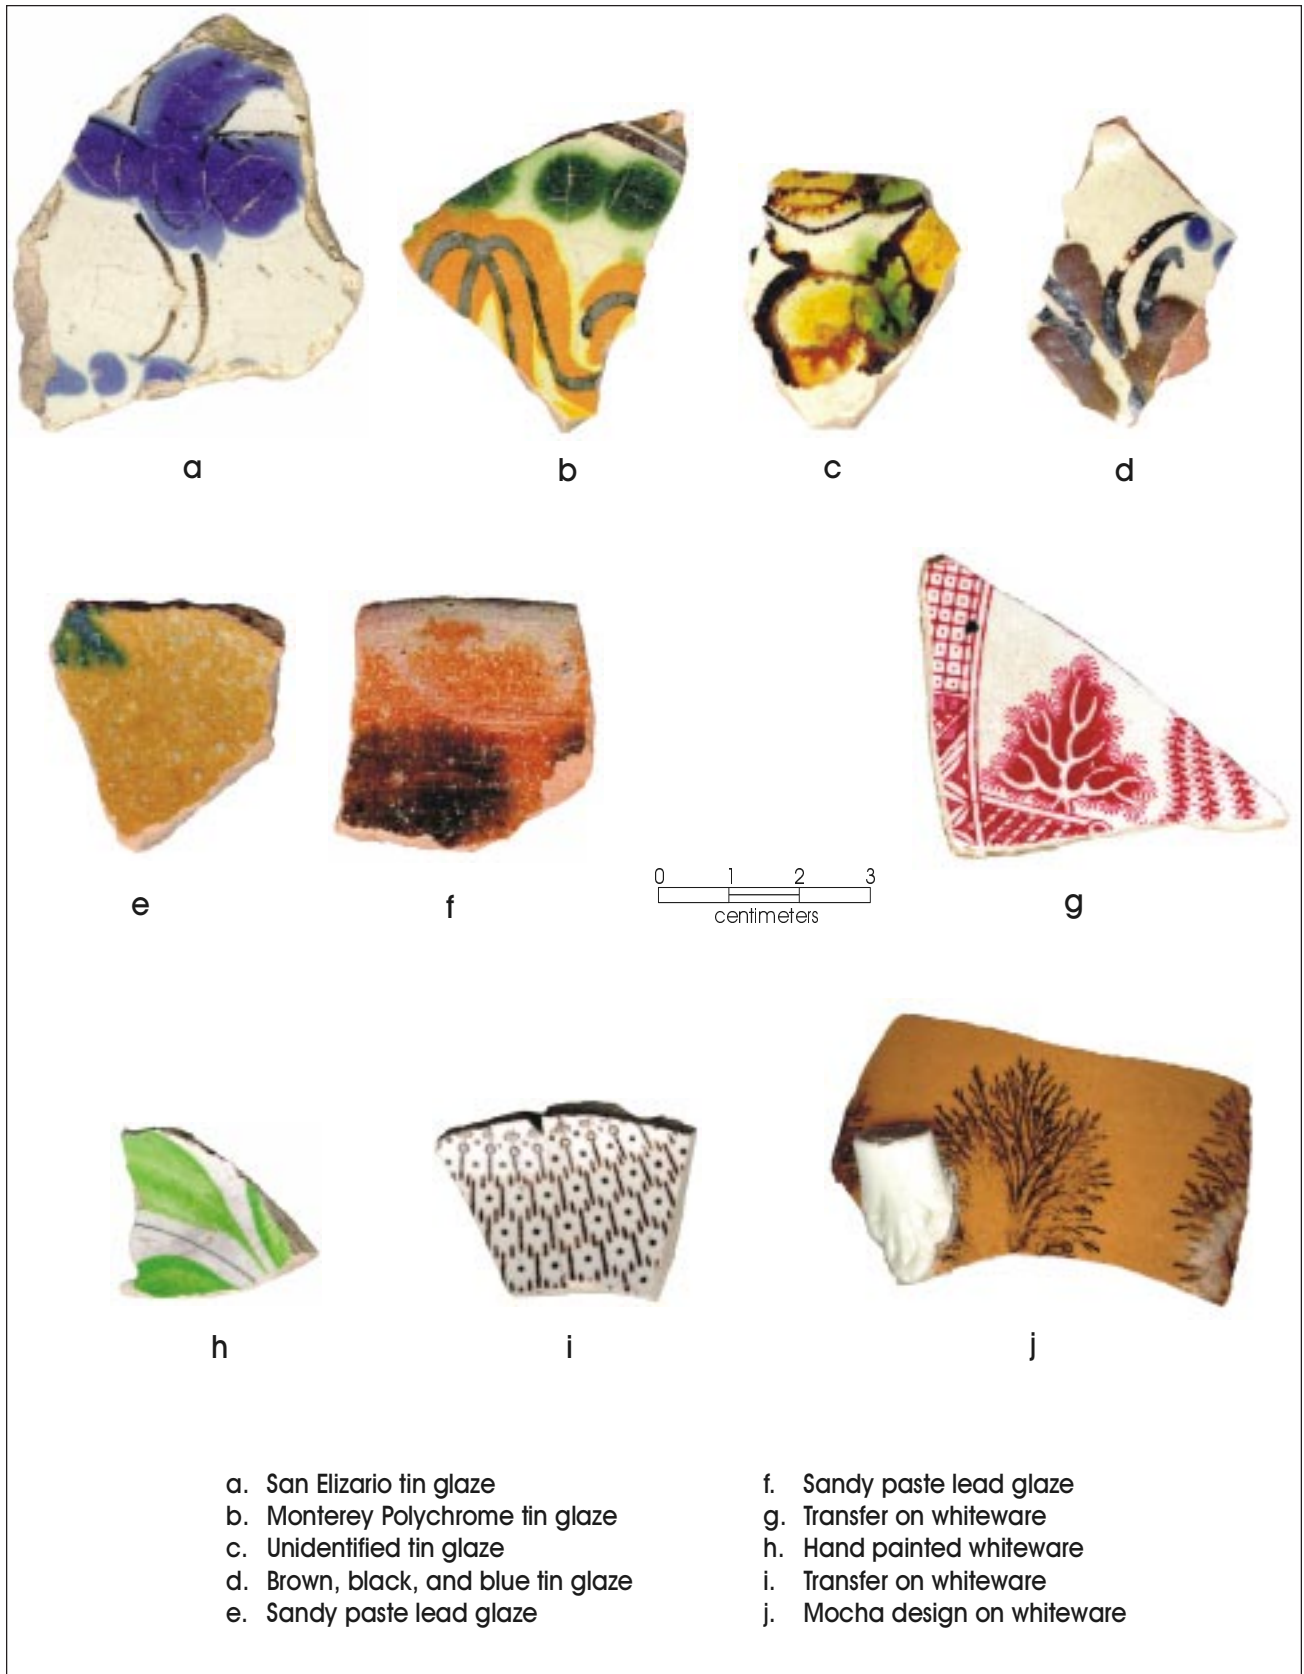 a
b
c
d
e
f
0 1 2 3
centimeters
g
h
i
j
a. San Elizario tin glaze
b. Monterey Polychrome tin glaze
c. Unidentified tin glaze
d. Brown, black, and blue tin glaze
e. Sandy paste lead glaze
f. Sandy paste lead glaze
g. Transfer on whiteware
h. Hand painted whiteware
i. Transfer on whiteware
j. Mocha design on whiteware